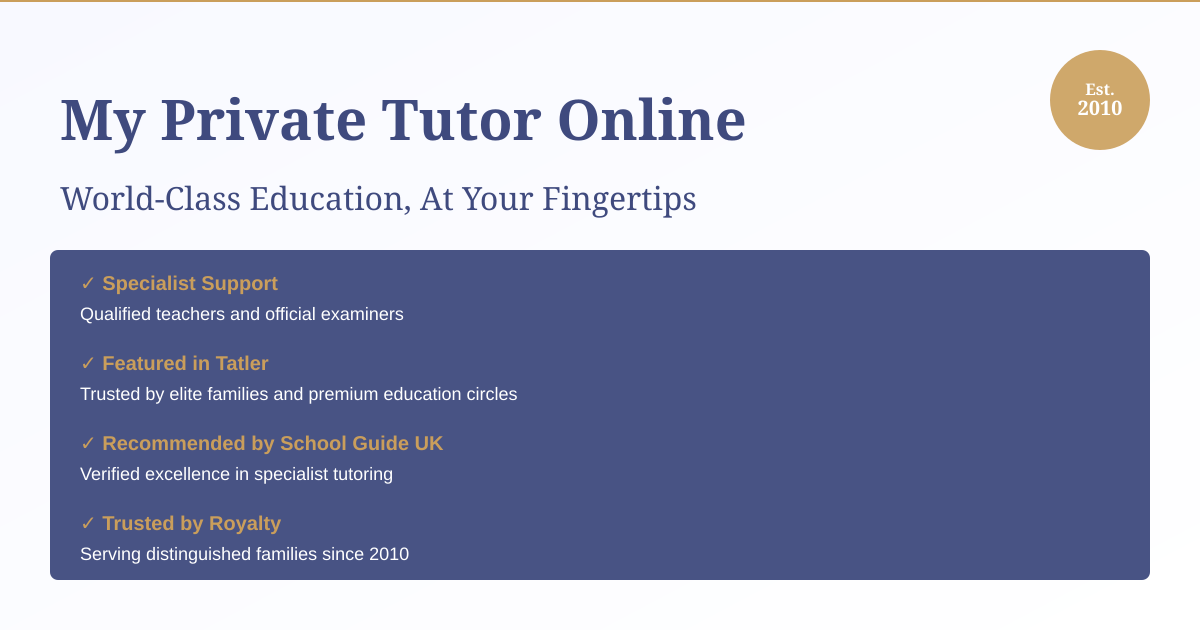 My Private Tutor Online
Est.
2010
World-Class Education, At Your Fingertips
✓ Specialist Support
Qualified teachers and official examiners
✓ Featured in Tatler
Trusted by elite families and premium education circles
✓ Recommended by School Guide UK
Verified excellence in specialist tutoring
✓ Trusted by Royalty
Serving distinguished families since 2010